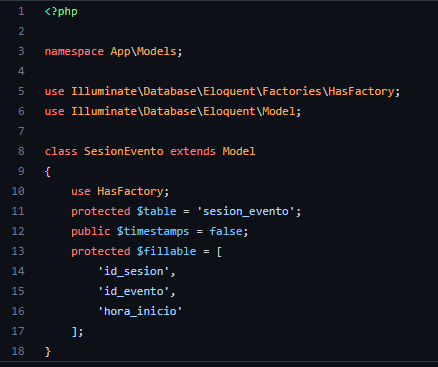 1 <?php
2
3 namespace App\Models;
4
5 use Illuminate\Database\Eloquent\Factories\HasFactory;
6 use Illuminate\Database\Eloquent\Model;
7
8 class SesionEvento extends Model
9 {
10     use HasFactory;
11     protected $table = 'sesion_evento';
12     public $timestamps = false;
13     protected $fillable = [
14         'id_sesion',
15         'id_evento',
16         'hora_inicio'
17     ];
18 }